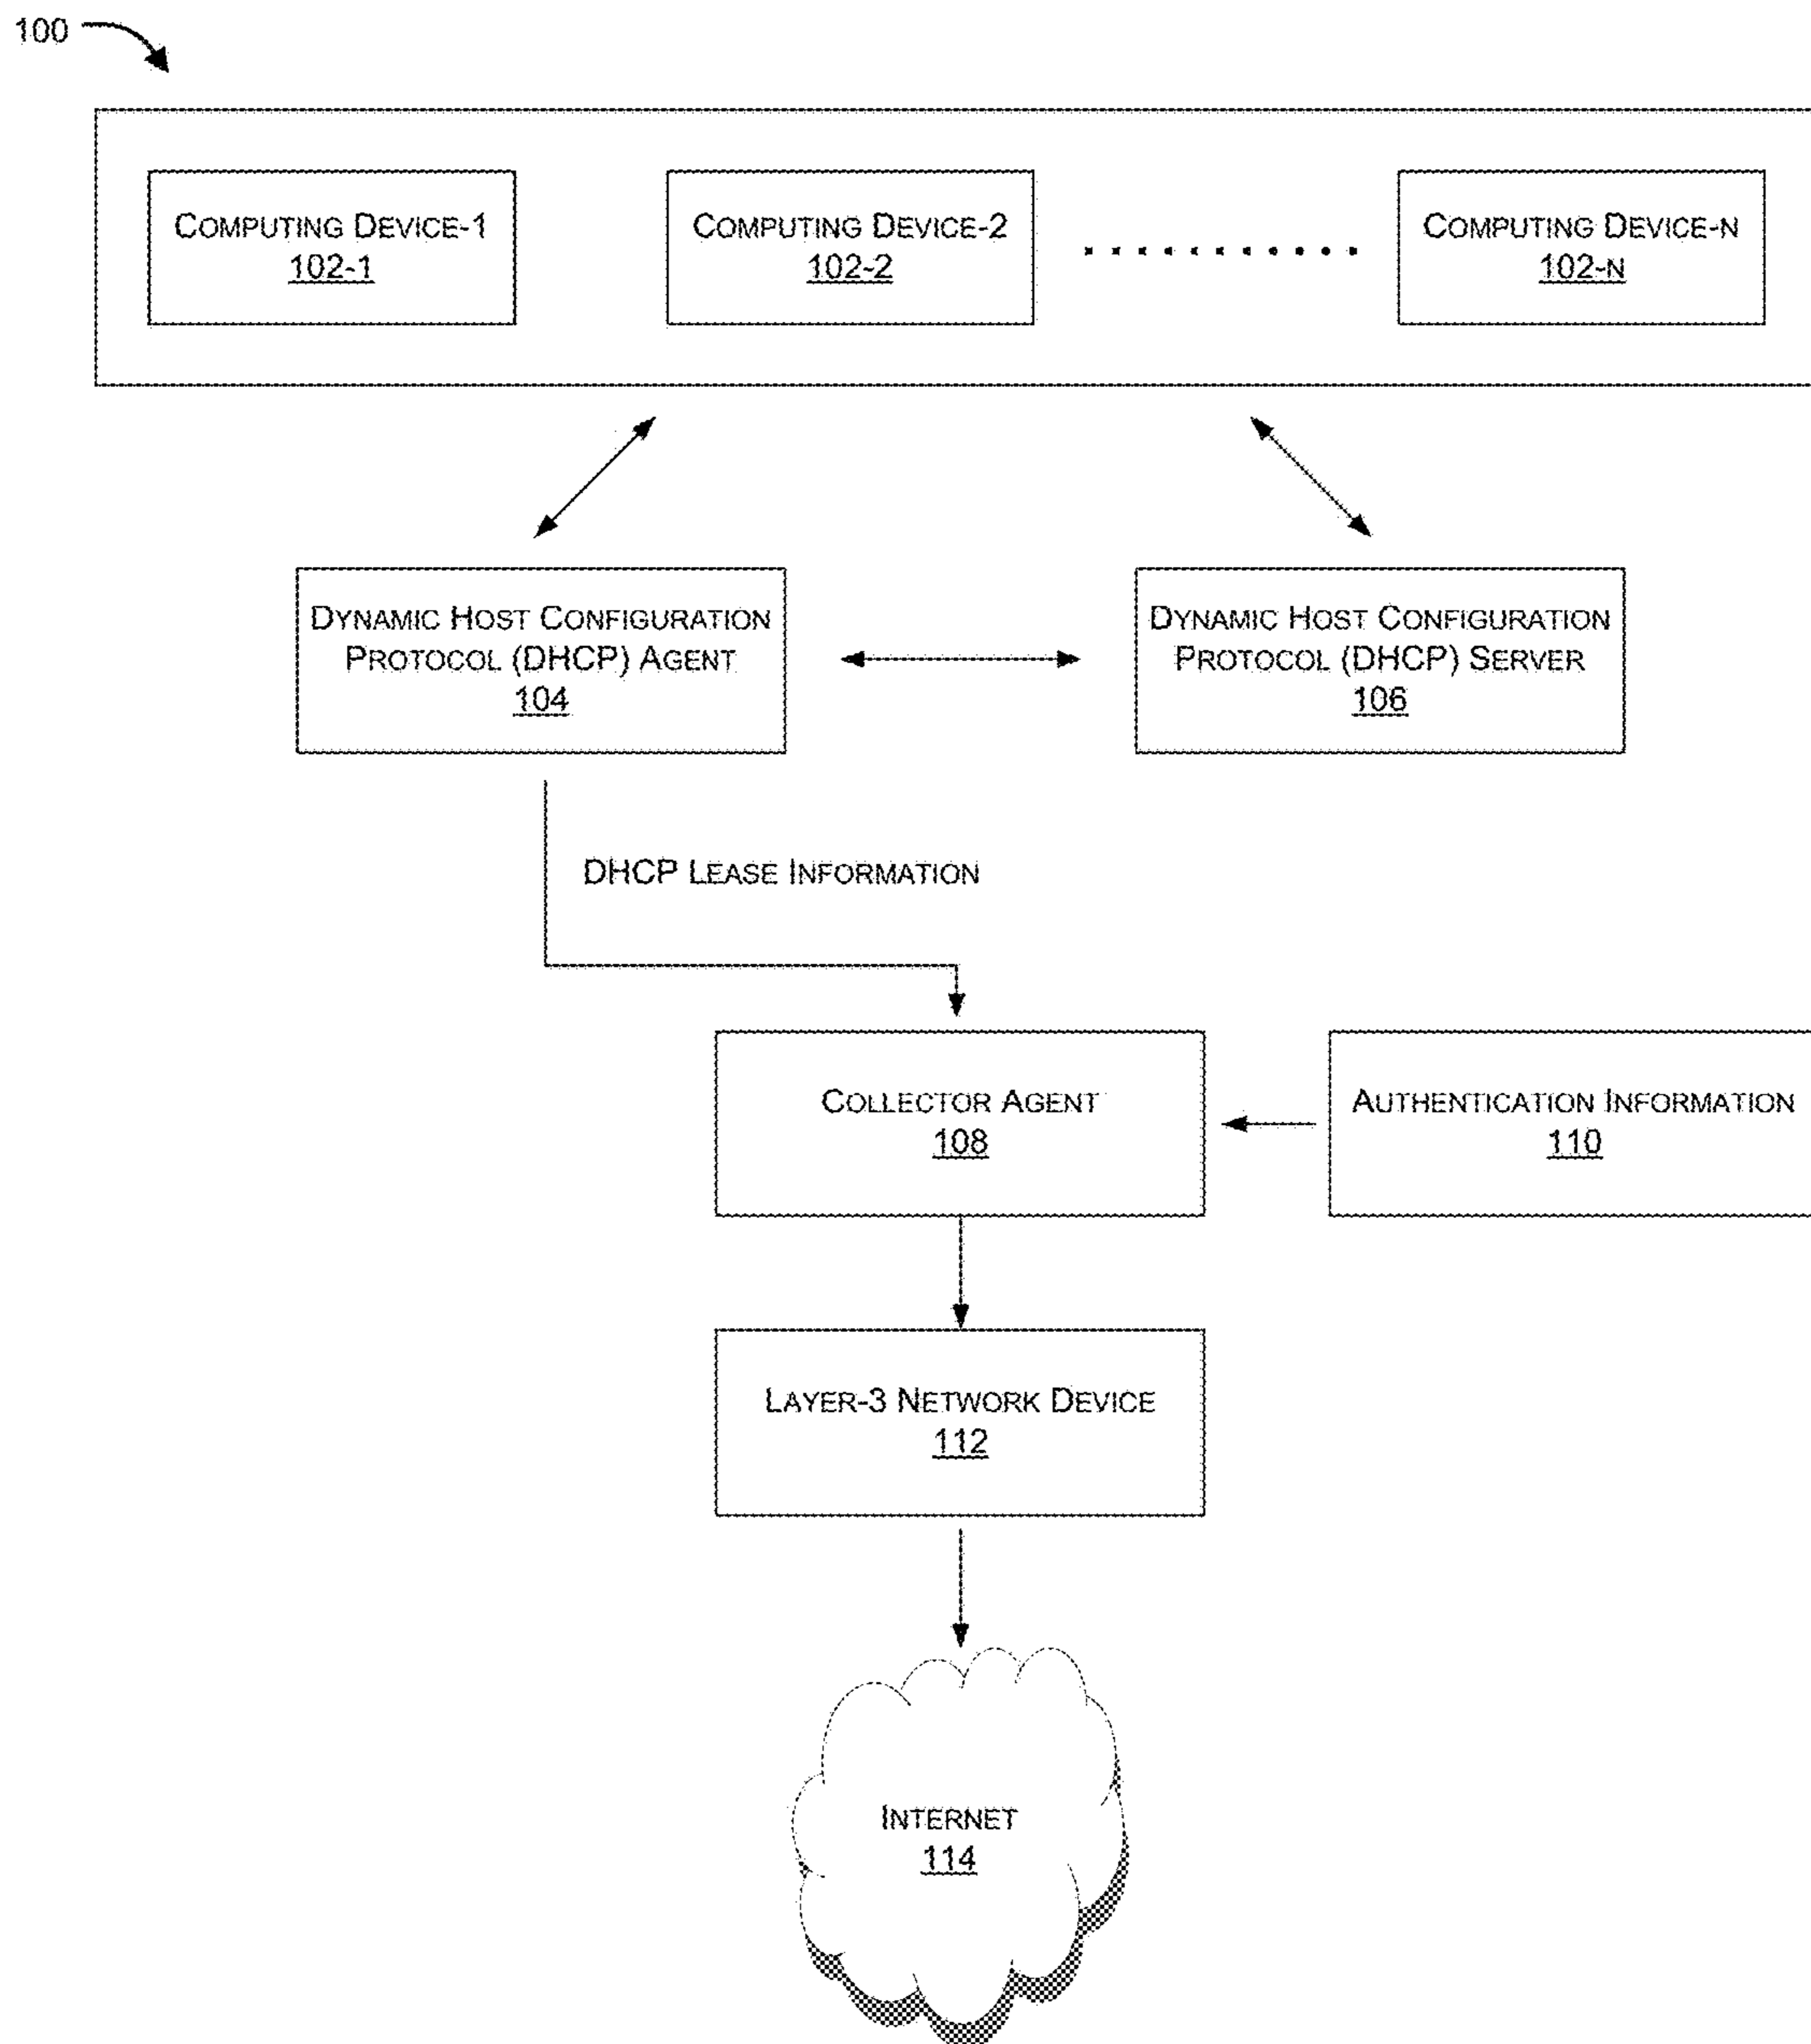 100
COMPUTING DEVICE-1
102-1
COMPUTING DEVICE-2
102-2
COMPUTING DEVICE-N
102-N
DYNAMIC HOST CONFIGURATION
PROTOCOL (DHCP) AGENT
104
DYNAMIC HOST CONFIGURATION
PROTOCOL (DHCP) SERVER
106
DHCP LEASE INFORMATION
COLLECTOR AGENT
108
AUTHENTICATION INFORMATION
110
LAYER-3 NETWORK DEVICE
112
INTERNET
114